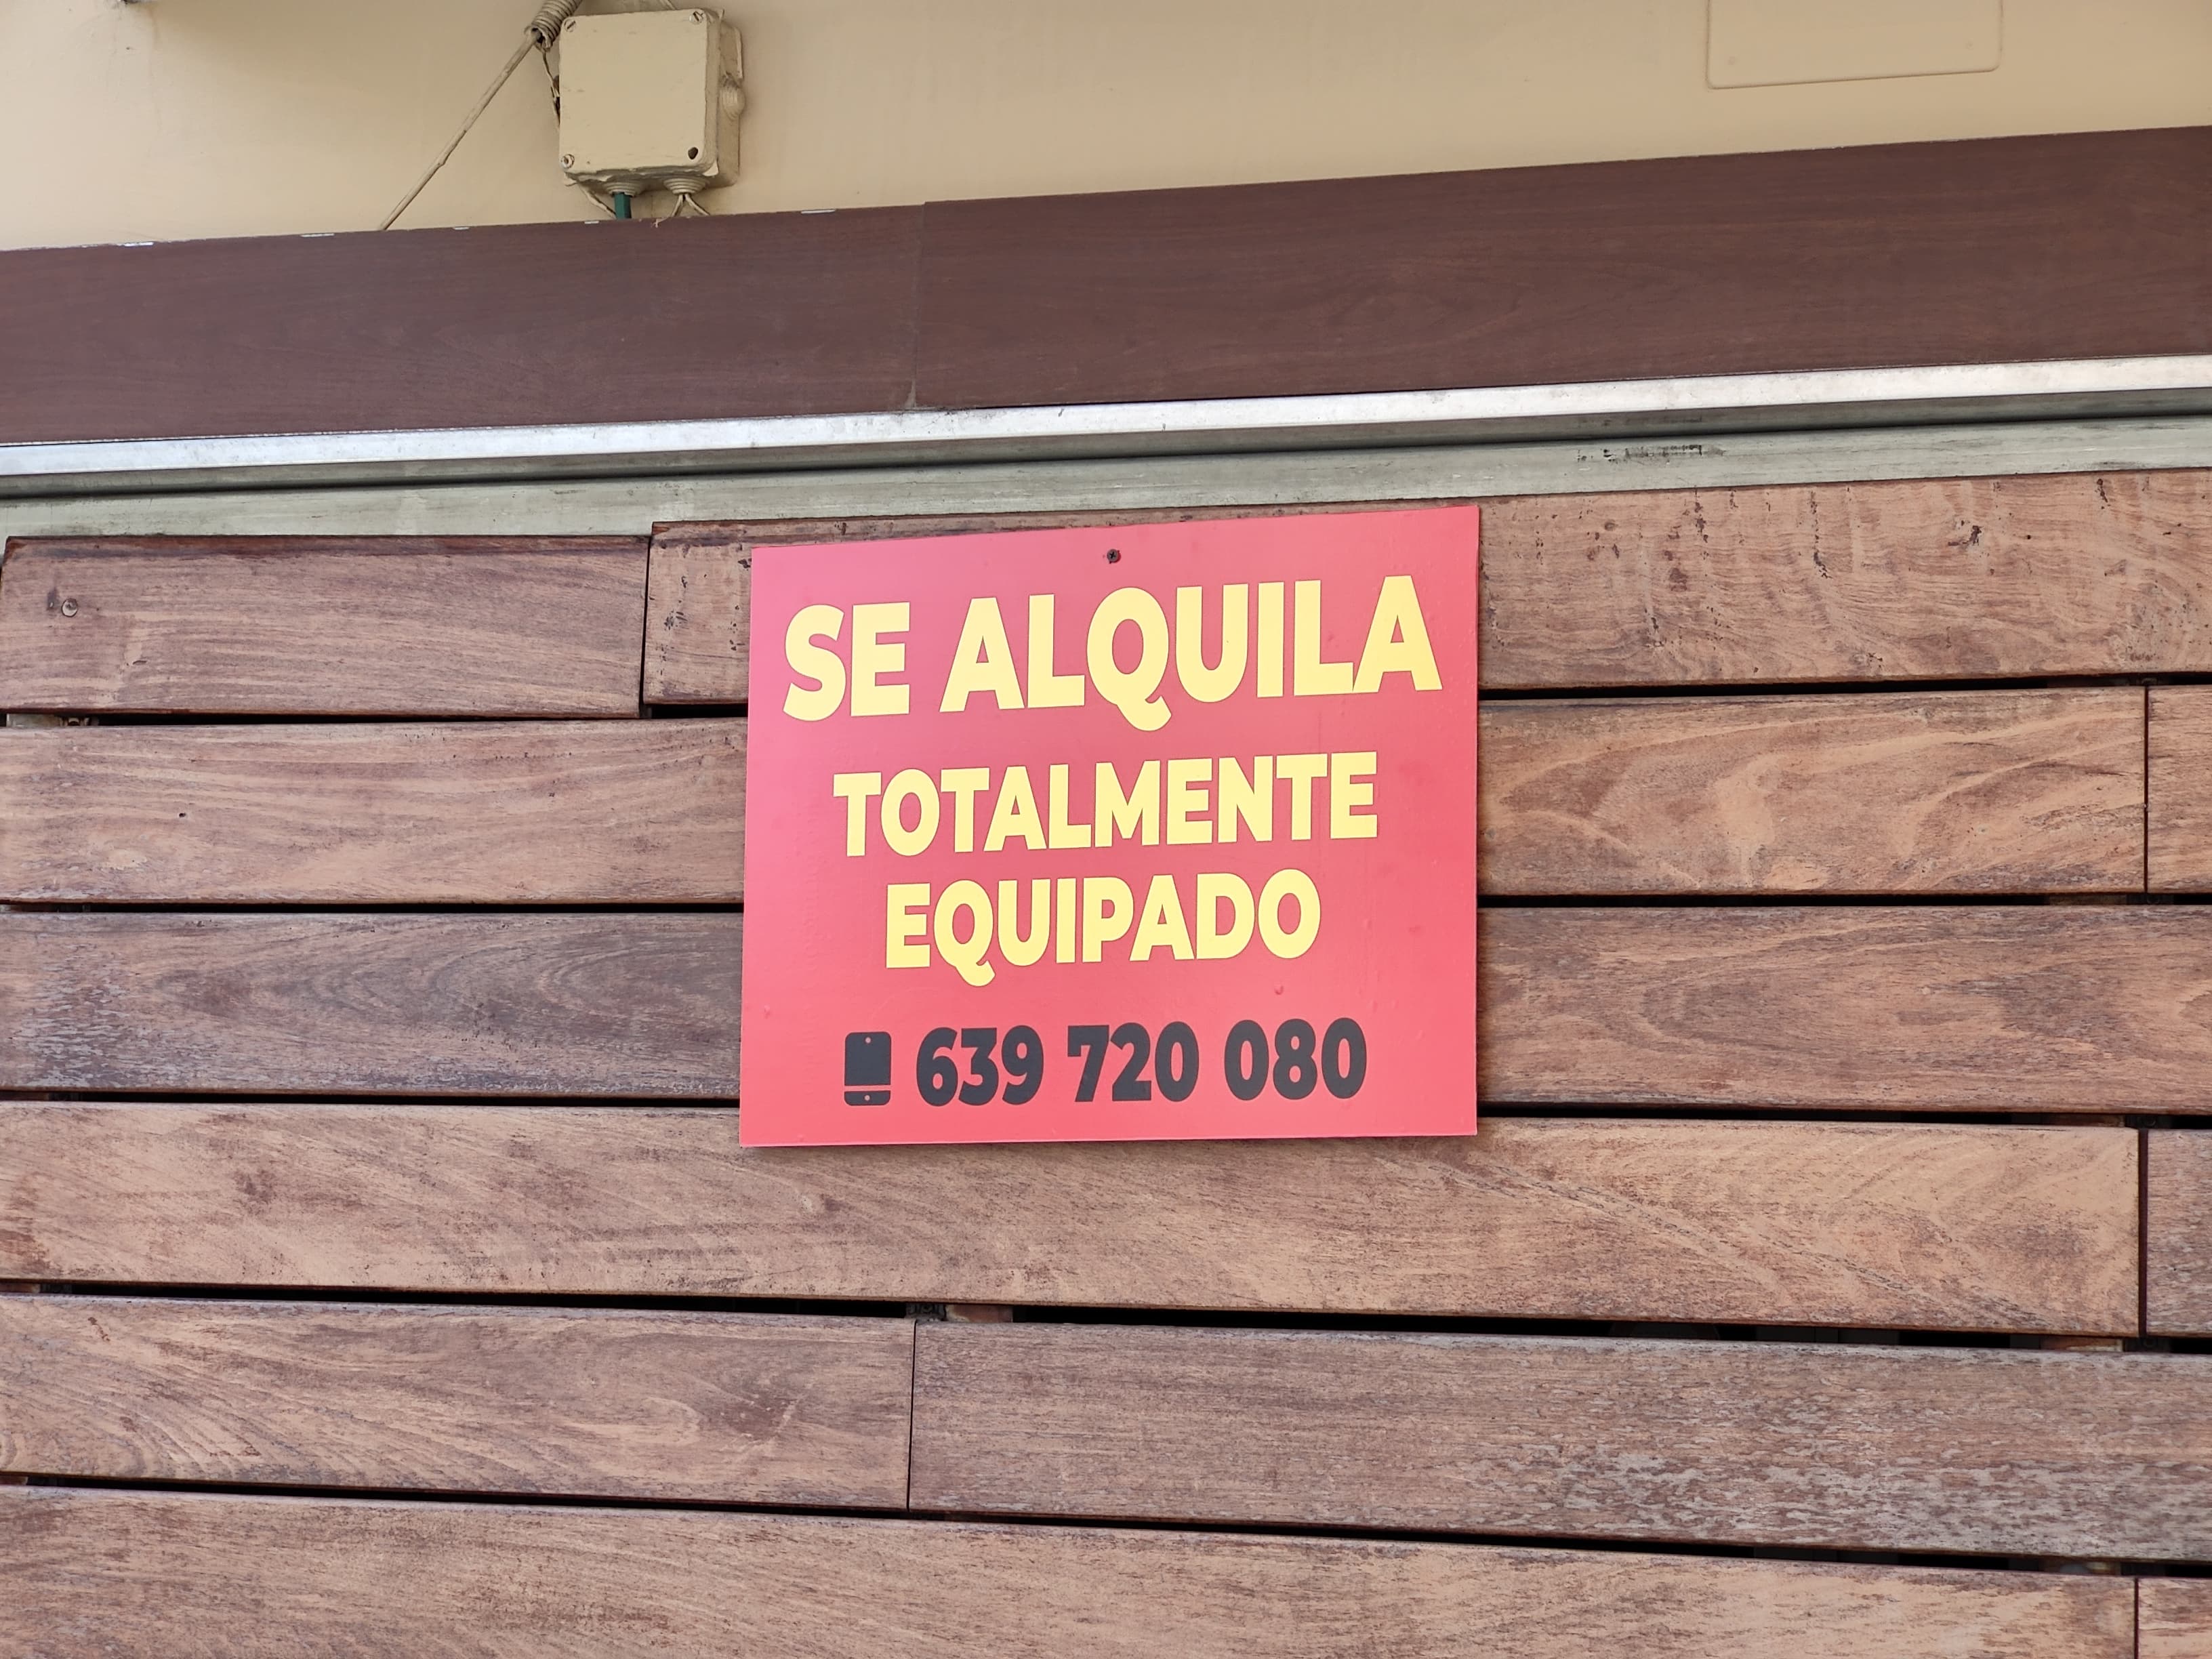 SE ALQUILA
TOTALMENTE
EQUIPADO
639 720 080